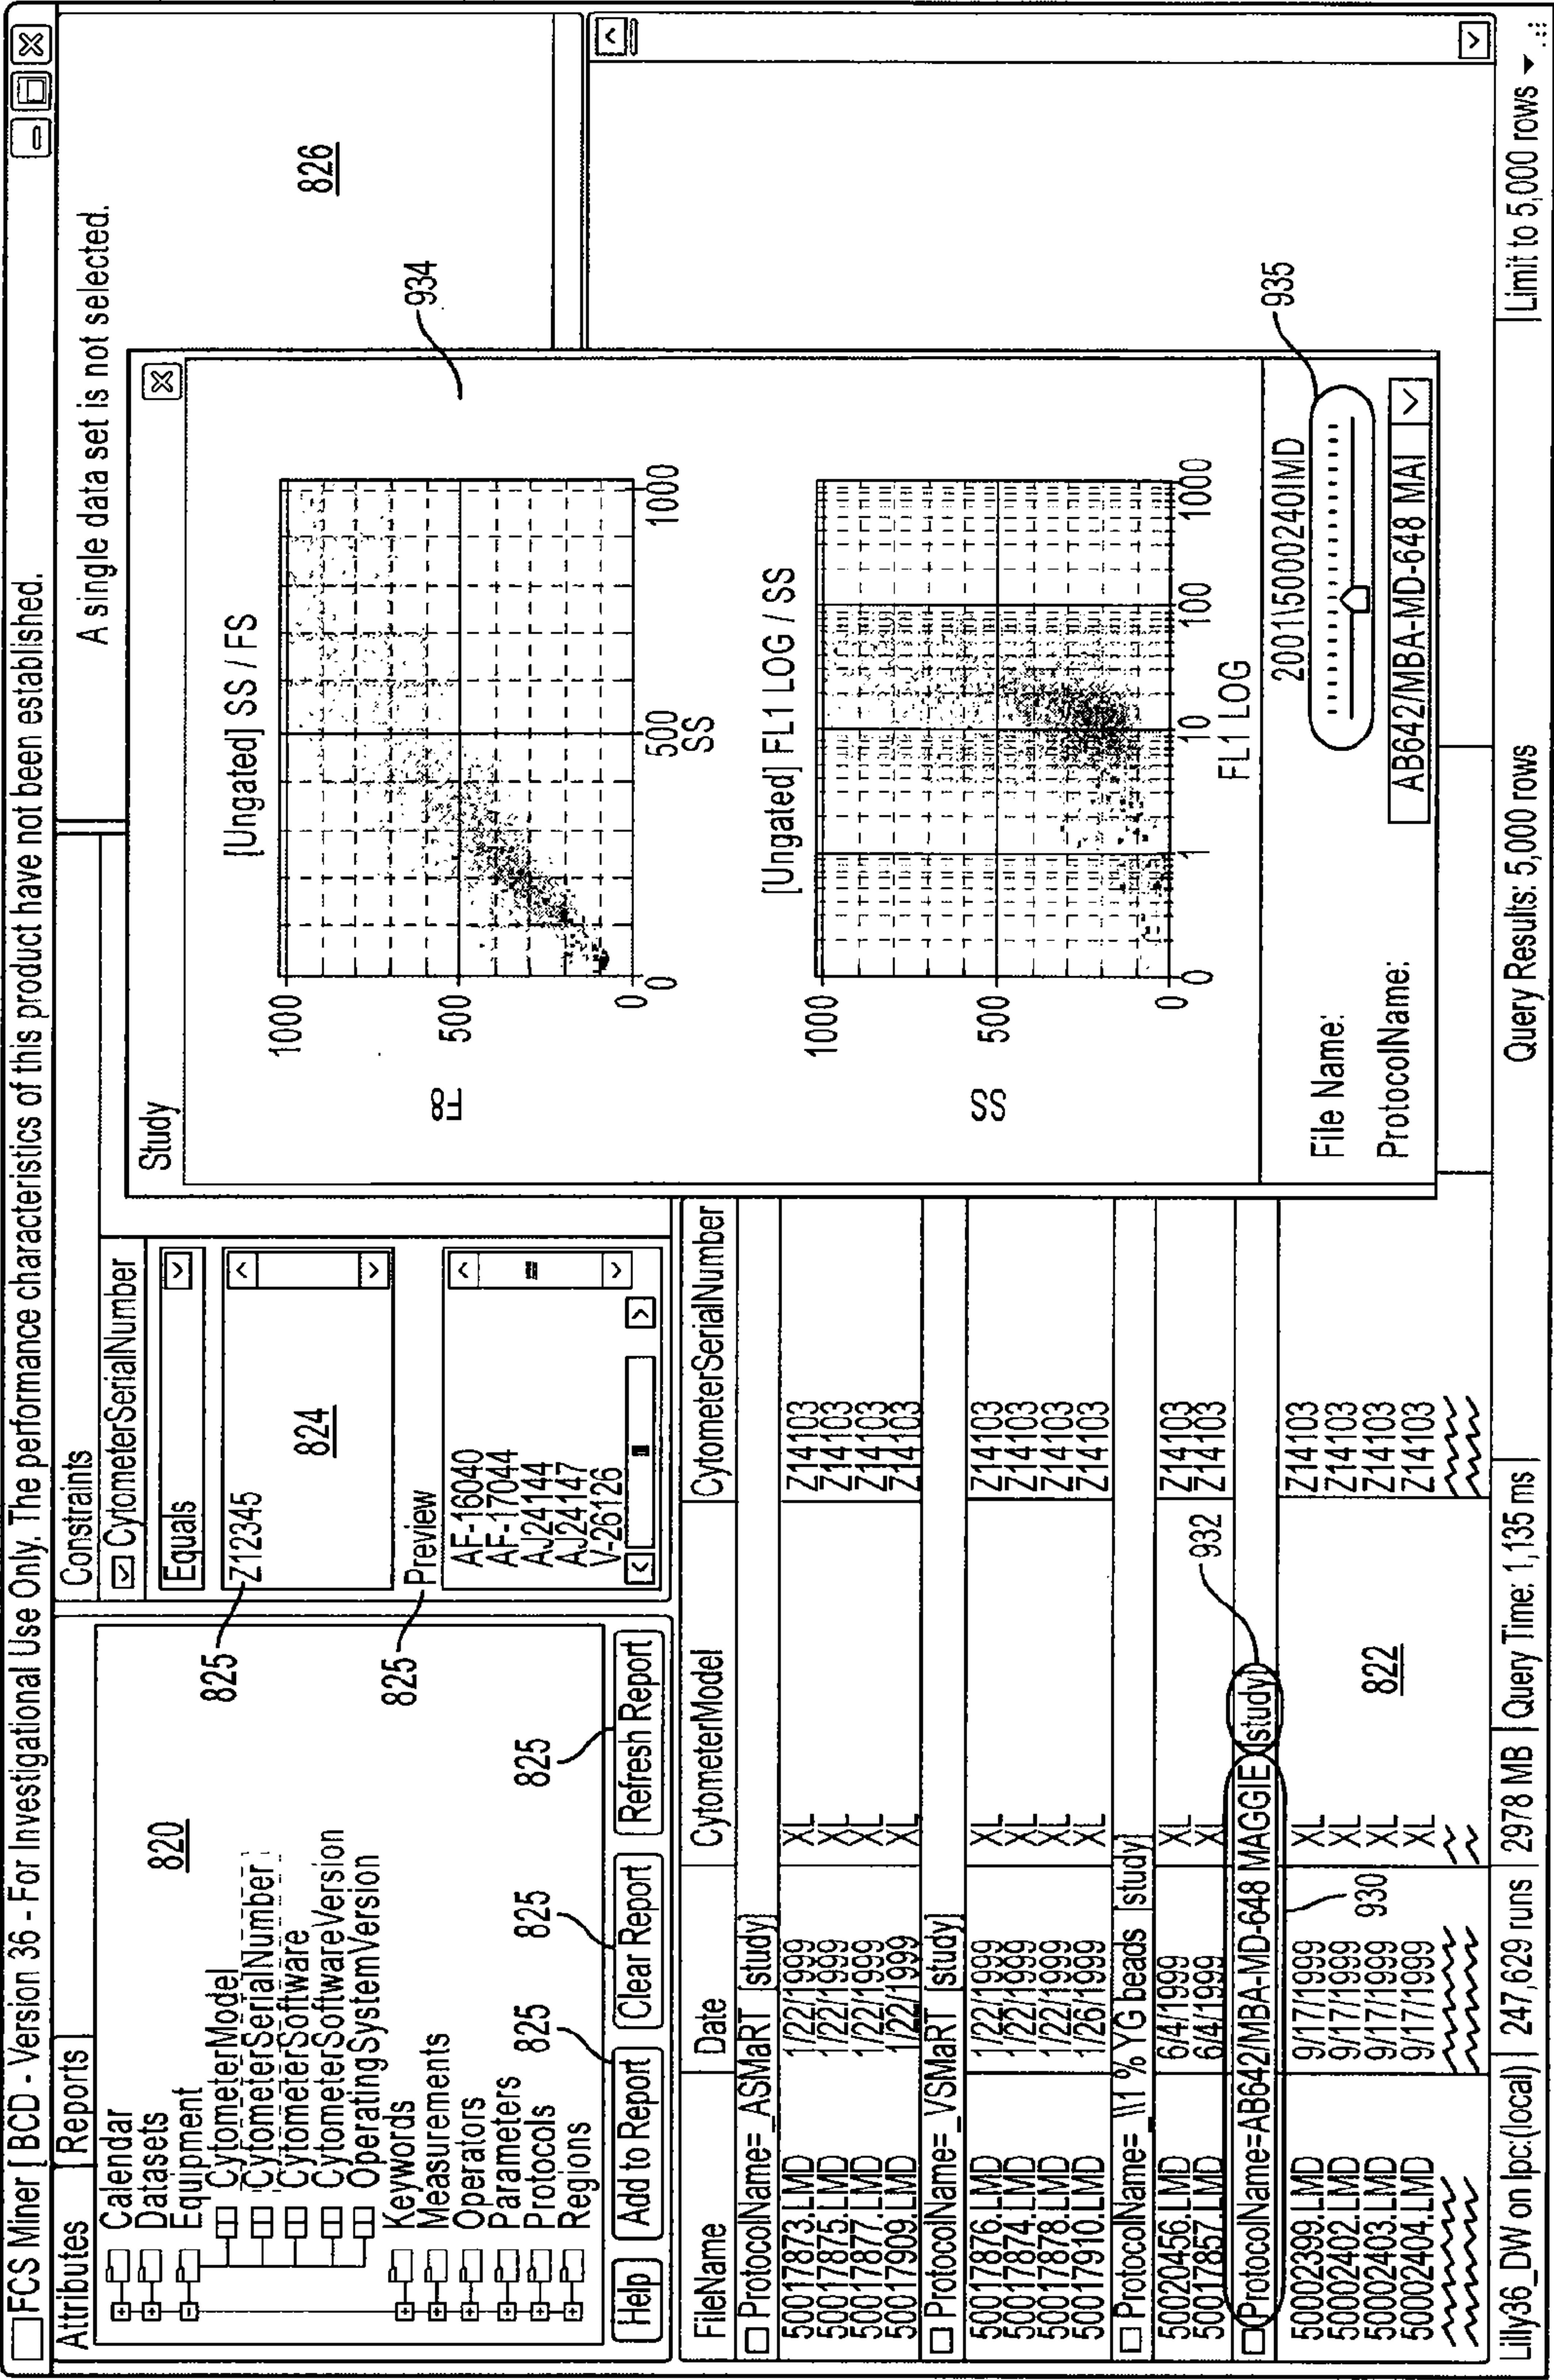 FCS Miner [ BCD - Version 36 - For Investigational Use Only. The performance characteristics of this product have not been established.
Attributes
Reports
Calendar
Datasets
Equipment
CytometerModel
CytometerSerialNumber
CytometerSoftware
CytometerSoftwareVersion
OperatingSystemVersion
Keywords
Measurements
Operators
Parameters
Protocols
Regions
820
825
825
825
Help
Add to Report
Clear Report
Refresh Report
Constraints
CytometerSerialNumber
Equals
825
Z12345
824
825
Preview
AF-16040
AF-17044
AJ24144
AJ24147
V-26126
A single data set is not selected.
826
Study
934
[Ungated] SS / FS
1000
500
0
F8
0
500
1000
SS
[Ungated] FL1 LOG / SS
1000
500
0
SS
0
1
10
100
1000
FL1 LOG
File Name:
2001\5000240IMD
935
ProtocolName:
AB642/MBA-MD-648 MAI
FileName Date CytometerModel CytometerSerialNumber
ProtocolName=_ASMaRT [study]
50017873.LMD 1/22/1999 XL Z14103
50017875.LMD 1/22/1999 XL Z14103
50017877.LMD 1/22/1999 XL Z14103
50017909.LMD 1/22/1999 XL Z14103
ProtocolName=_VSMaRT [study]
50017876.LMD 1/22/1999 XL Z14103
50017874.LMD 1/22/1999 XL Z14103
50017878.LMD 1/22/1999 XL Z14103
50017910.LMD 1/26/1999 XL Z14103
ProtocolName=_\\1 % YG beads [study]
50020456.LMD 6/4/1999 XL Z14103
50017857.LMD 6/4/1999 XL Z14103
ProtocolName=AB642/MBA-MD-648 MAGGIE [study]
932
50002399.LMD 9/17/1999 XL Z14103
50002402.LMD 9/17/1999 XL Z14103
50002403.LMD 9/17/1999 XL Z14103
50002404.LMD 9/17/1999 XL Z14103
930
822
Lilly36_DW on lpc:(local) 247,629 runs 2978 MB Query Time: 1,135 ms Query Results: 5,000 rows Limit to 5,000 rows